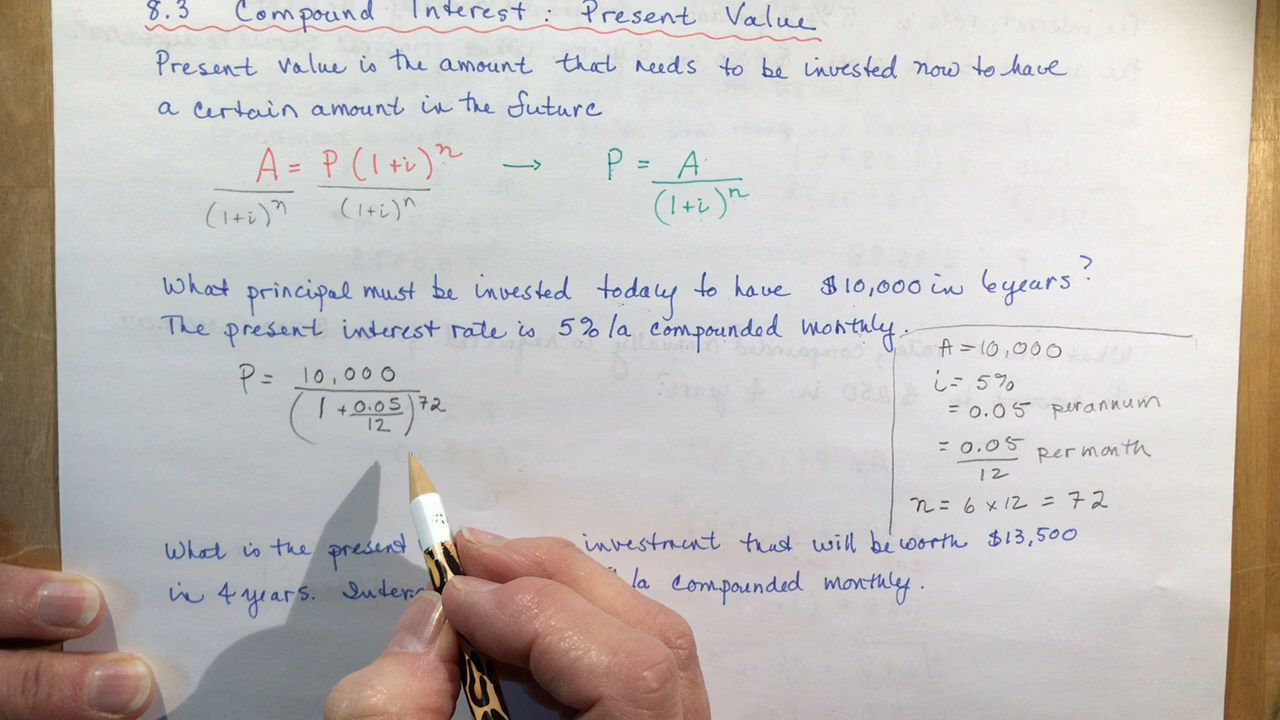 8.3 Compound Interest : Present Value
Present value is the amount that needs to be invested now to have
a certain amount in the future
A = P(1+i)^n → P = A/(1+i)^n
(1+i)^n (1+i)^n
What principal must be invested today to have $10,000 in 6 years?
The present interest rate is 5%/a compounded monthly.
P = 10,000/(1 + 0.05/12)^72
A = 10,000
i = 5%
= 0.05 per annum
= 0.05/12 per month
n = 6 × 12 = 72
What is the present investment that will be worth $13,500
in 4 years. /a compounded monthly.